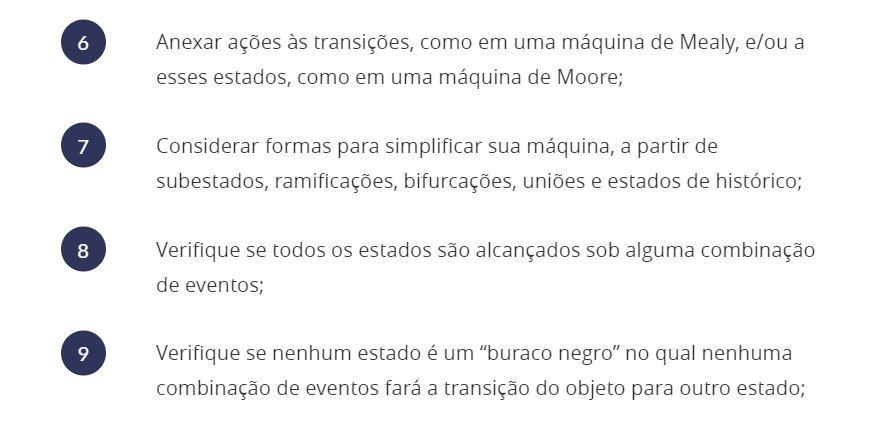 6
Anexar ações às transições, como em uma máquina de Mealy, e/ou a
esses estados, como em uma máquina de Moore;
7
Considerar formas para simplificar sua máquina, a partir de
subestados, ramificações, bifurcações, uniões e estados de histórico;
8
Verifique se todos os estados são alcançados sob alguma combinação
de eventos;
9
Verifique se nenhum estado é um “buraco negro” no qual nenhuma
combinação de eventos fará a transição do objeto para outro estado;